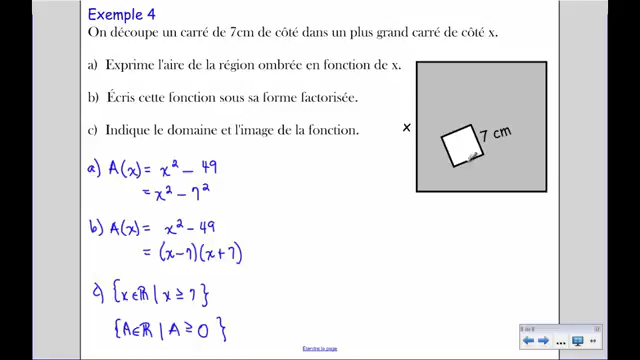 Exemple 4
On découpe un carré de 7cm de côté dans un plus grand carré de côté x.
a) Exprime l'aire de la région ombrée en fonction de x.
b) Écris cette fonction sous sa forme factorisée.
c) Indique le domaine et l'image de la fonction.
x
7 cm
a) A(x) = x² - 49
= x² - 7²
b) A(x) = x² - 49
= (x-7)(x+7)
c) {x∈ℝ | x ≥ 7}
{A∈ℝ | A ≥ 0}
Étendre la page